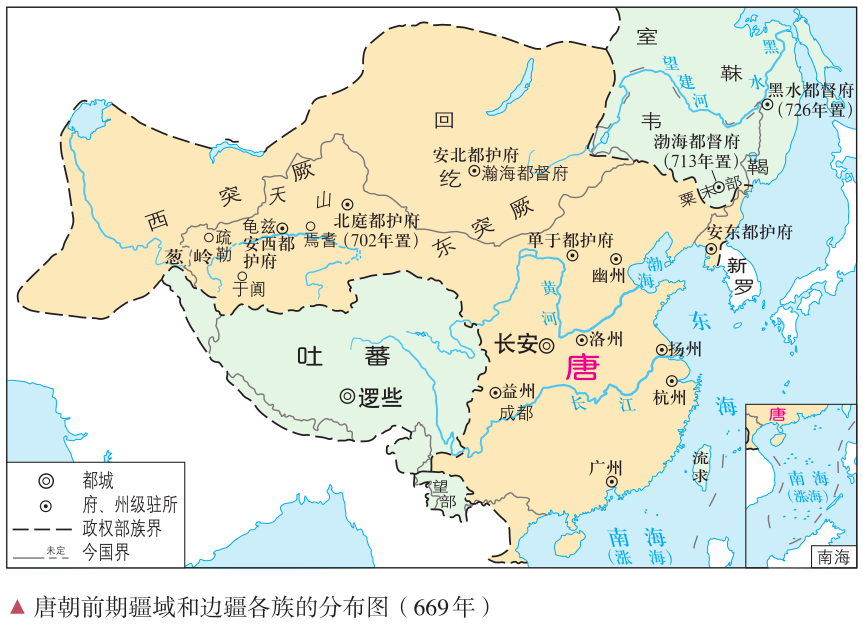 室
韦
靺
鞨
望建河
黑水
黑水都督府
(726年置)
渤海都督府
(713年置)
粟末部
回
纥
安北都护府
瀚海都督府
西突厥
天山
北庭都护府
(702年置)
东突厥
龟兹
安西都
护府
焉耆
疏勒
葱岭
于阗
单于都护府
幽州
安东都护府
渤海
新罗
黄河
长安
洛州
唐
扬州
杭州
东海
吐蕃
逻些
益州
成都
长江
广州
流求
望部
南海
(涨海)
唐
南海
(涨海)
南海
都城
府、州级驻所
政权部族界
未定
今国界
▲ 唐朝前期疆域和边疆各族的分布图（669年）